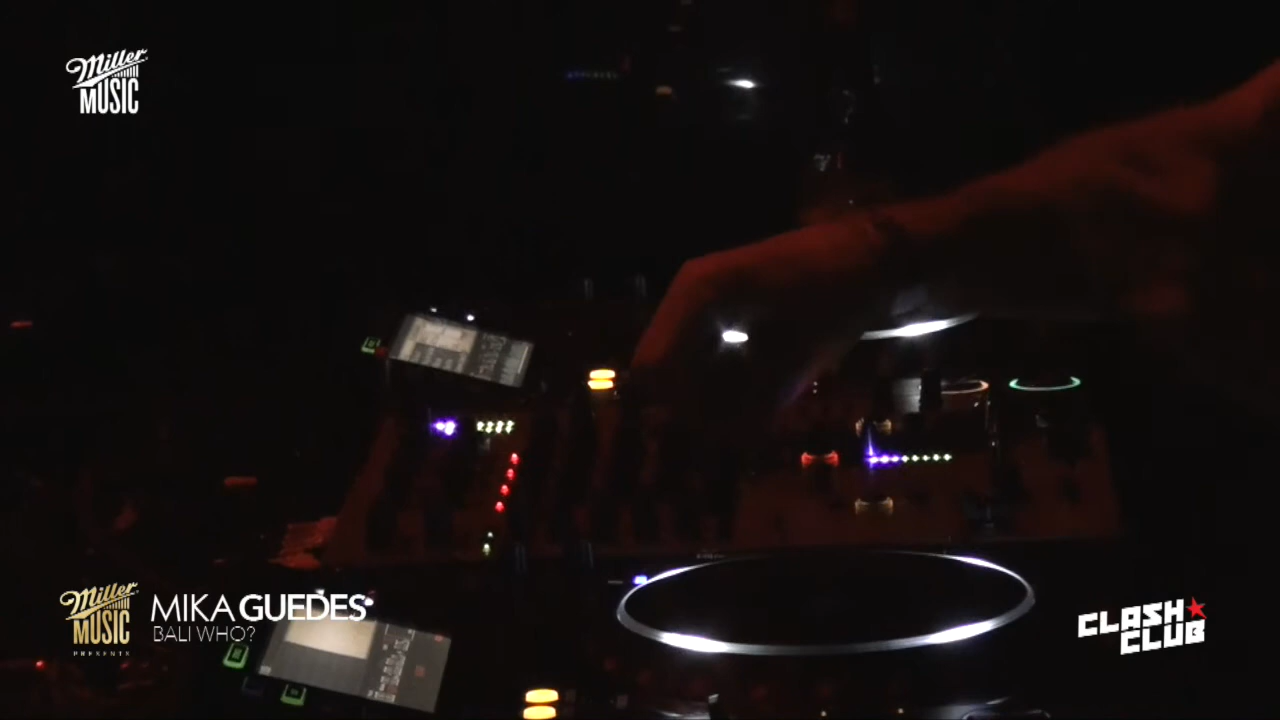 Miller
MUSIC
Miller
MUSIC
PRESENTS
MIKA GUEDES
BALI WHO?
CLASH
CLUB